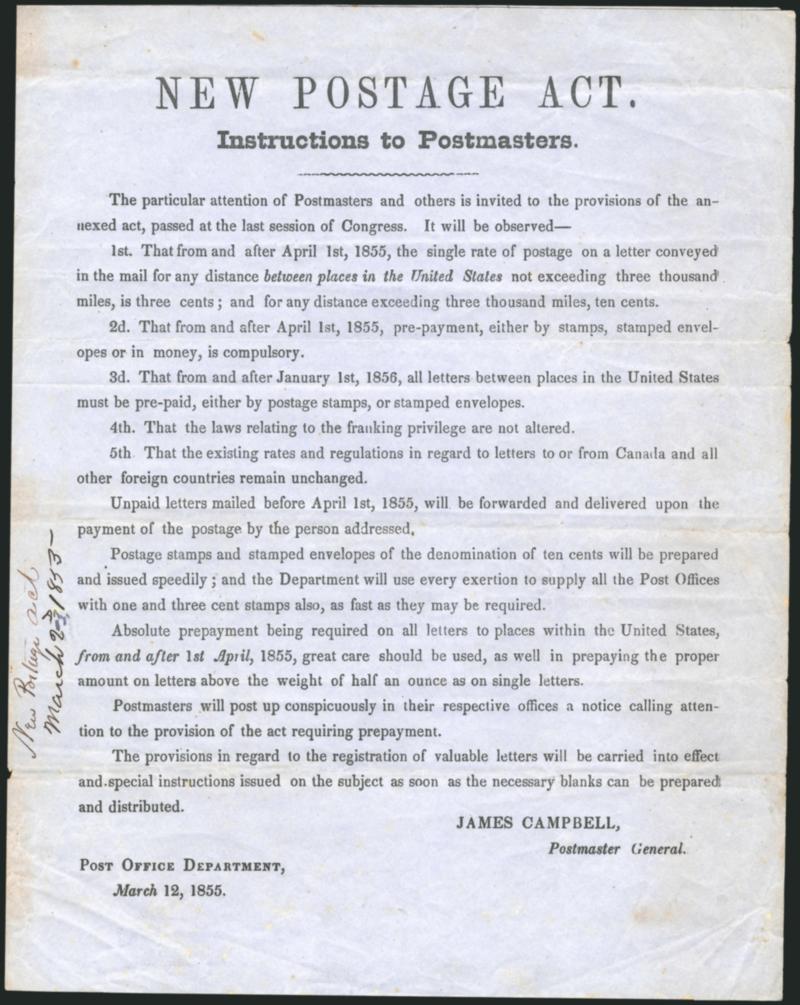 NEW POSTAGE ACT.
Instructions to Postmasters.
The particular attention of Postmasters and others is invited to the provisions of the an-
nexed act, passed at the last session of Congress. It will be observed—
1st. That from and after April 1st, 1855, the single rate of postage on a letter conveyed
in the mail for any distance between places in the United States not exceeding three thousand
miles, is three cents; and for any distance exceeding three thousand miles, ten cents.
2d. That from and after April 1st, 1855, pre-payment, either by stamps, stamped envel-
opes or in money, is compulsory.
3d. That from and after January 1st, 1856, all letters between places in the United States
must be pre-paid, either by postage stamps, or stamped envelopes.
4th. That the laws relating to the franking privilege are not altered.
5th That the existing rates and regulations in regard to letters to or from Canada and all
other foreign countries remain unchanged.
Unpaid letters mailed before April 1st, 1855, will be forwarded and delivered upon the
payment of the postage by the person addressed.
Postage stamps and stamped envelopes of the denomination of ten cents will be prepared
and issued speedily; and the Department will use every exertion to supply all the Post Offices
with one and three cent stamps also, as fast as they may be required.
Absolute prepayment being required on all letters to places within the United States,
from and after 1st April, 1855, great care should be used, as well in prepaying the proper
amount on letters above the weight of half an ounce as on single letters.
Postmasters will post up conspicuously in their respective offices a notice calling atten-
tion to the provision of the act requiring prepayment.
The provisions in regard to the registration of valuable letters will be carried into effect
and special instructions issued on the subject as soon as the necessary blanks can be prepared
and distributed.
JAMES CAMPBELL,
Postmaster General.
POST OFFICE DEPARTMENT,
March 12, 1855.
New Postage act
March